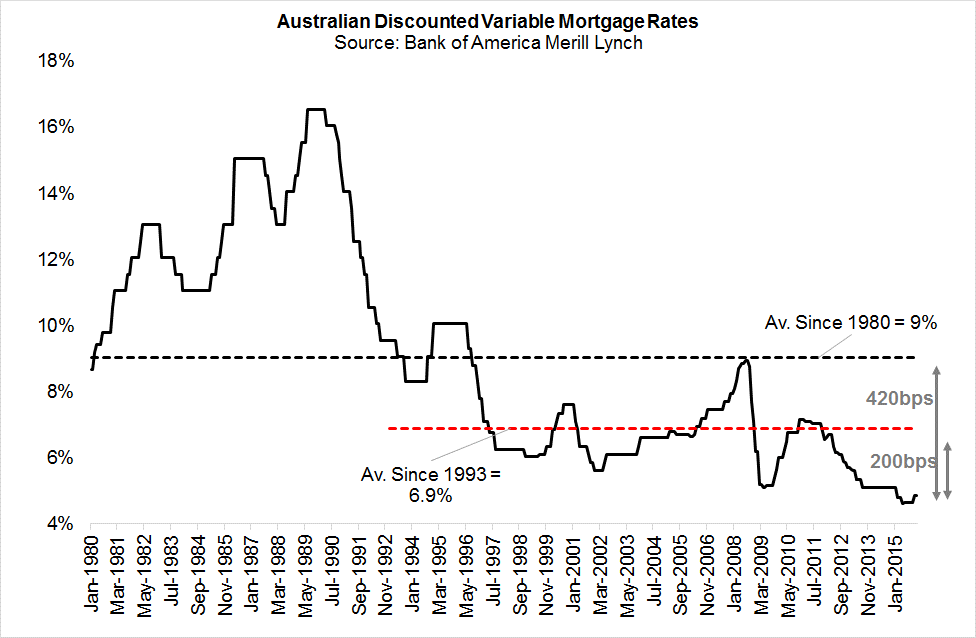 Australian Discounted Variable Mortgage Rates
Source: Bank of America Merill Lynch
18%
16%
14%
12%
10%
8%
6%
4%
Av. Since 1980 = 9%
420bps
200bps
Av. Since 1993 =
6.9%
Jan-1980
Mar-1981
May-1982
Jul-1983
Sep-1984
Nov-1985
Jan-1987
Mar-1988
May-1989
Jul-1990
Sep-1991
Nov-1992
Jan-1994
Mar-1995
May-1996
Jul-1997
Sep-1998
Nov-1999
Jan-2001
Mar-2002
May-2003
Jul-2004
Sep-2005
Nov-2006
Jan-2008
Mar-2009
May-2010
Jul-2011
Sep-2012
Nov-2013
Jan-2015